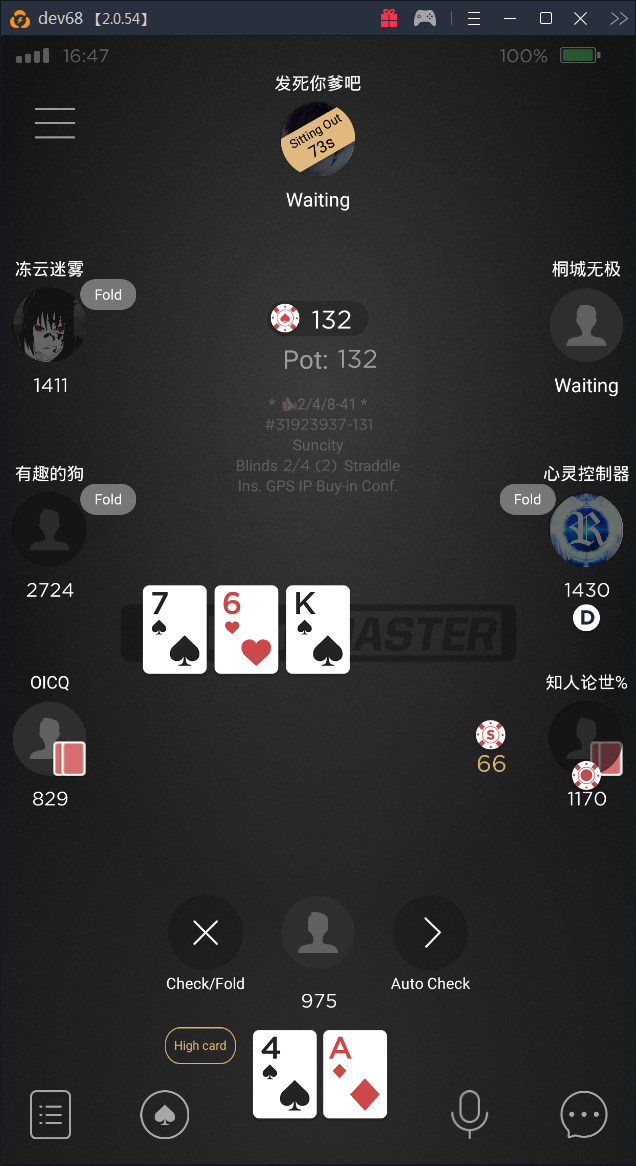 dev68 【2.0.54】
16:47
100%
发死你爹吧
Sitting Out
73s
Waiting
冻云迷雾
Fold
1411
桐城无极
Waiting
132
Pot: 132
* 2/4/8-41 *
#31923937-131
Suncity
Blinds 2/4 (2) Straddle
Ins. GPS IP Buy-in Conf.
有趣的狗
Fold
2724
心灵控制器
Fold
R
1430
D
7
6
K
ASTER
OICQ
829
S
66
知人论世%
1170
Check/Fold
975
Auto Check
High card
4
A